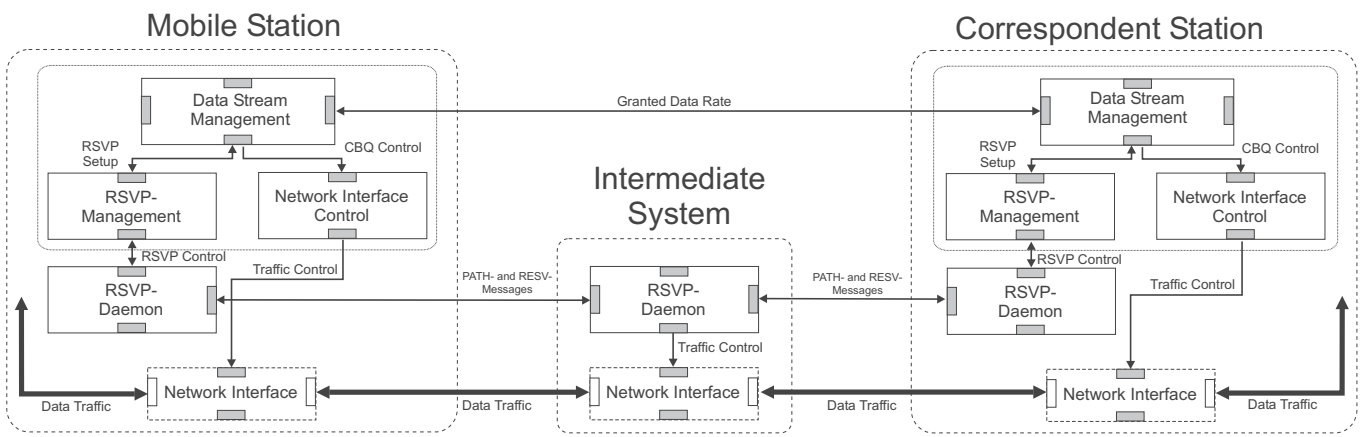 Mobile Station
Correspondent Station
Data Stream
Management
Granted Data Rate
Data Stream
Management
RSVP
Setup
CBQ Control
RSVP
Setup
CBQ Control
Intermediate
System
RSVP-
Management
Network Interface
Control
RSVP-
Management
Network Interface
Control
RSVP Control
Traffic Control
RSVP Control
Traffic Control
RSVP-
Daemon
PATH- and RESV-
Messages
RSVP-
Daemon
PATH- and RESV-
Messages
RSVP-
Daemon
Traffic Control
Network Interface
Network Interface
Network Interface
Data Traffic
Data Traffic
Data Traffic
Data Traffic